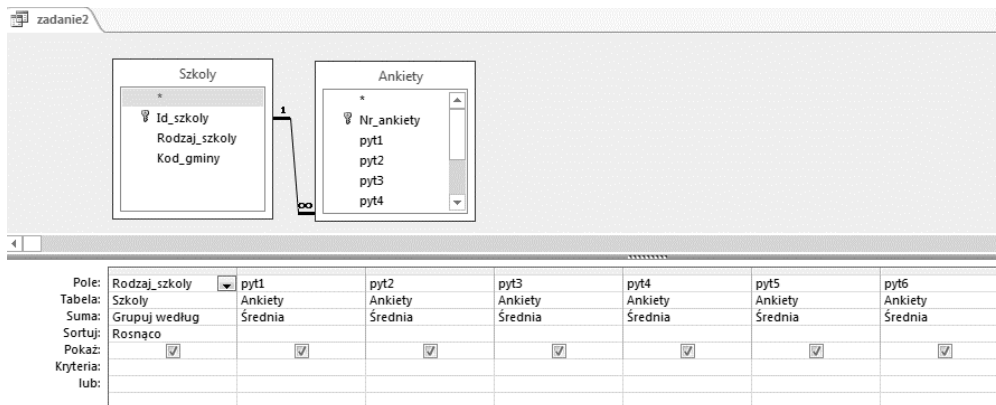 zadanie2
Szkoly
*
Id_szkoly
Rodzaj_szkoly
Kod_gminy
1
∞
Ankiety
*
Nr_ankiety
pyt1
pyt2
pyt3
pyt4
Pole: Rodzaj_szkoly pyt1 pyt2 pyt3 pyt4 pyt5 pyt6
Tabela: Szkoly Ankiety Ankiety Ankiety Ankiety Ankiety Ankiety
Suma: Grupuj według Średnia Średnia Średnia Średnia Średnia Średnia
Sortuj: Rosnąco
Pokaż:
Kryteria:
lub: